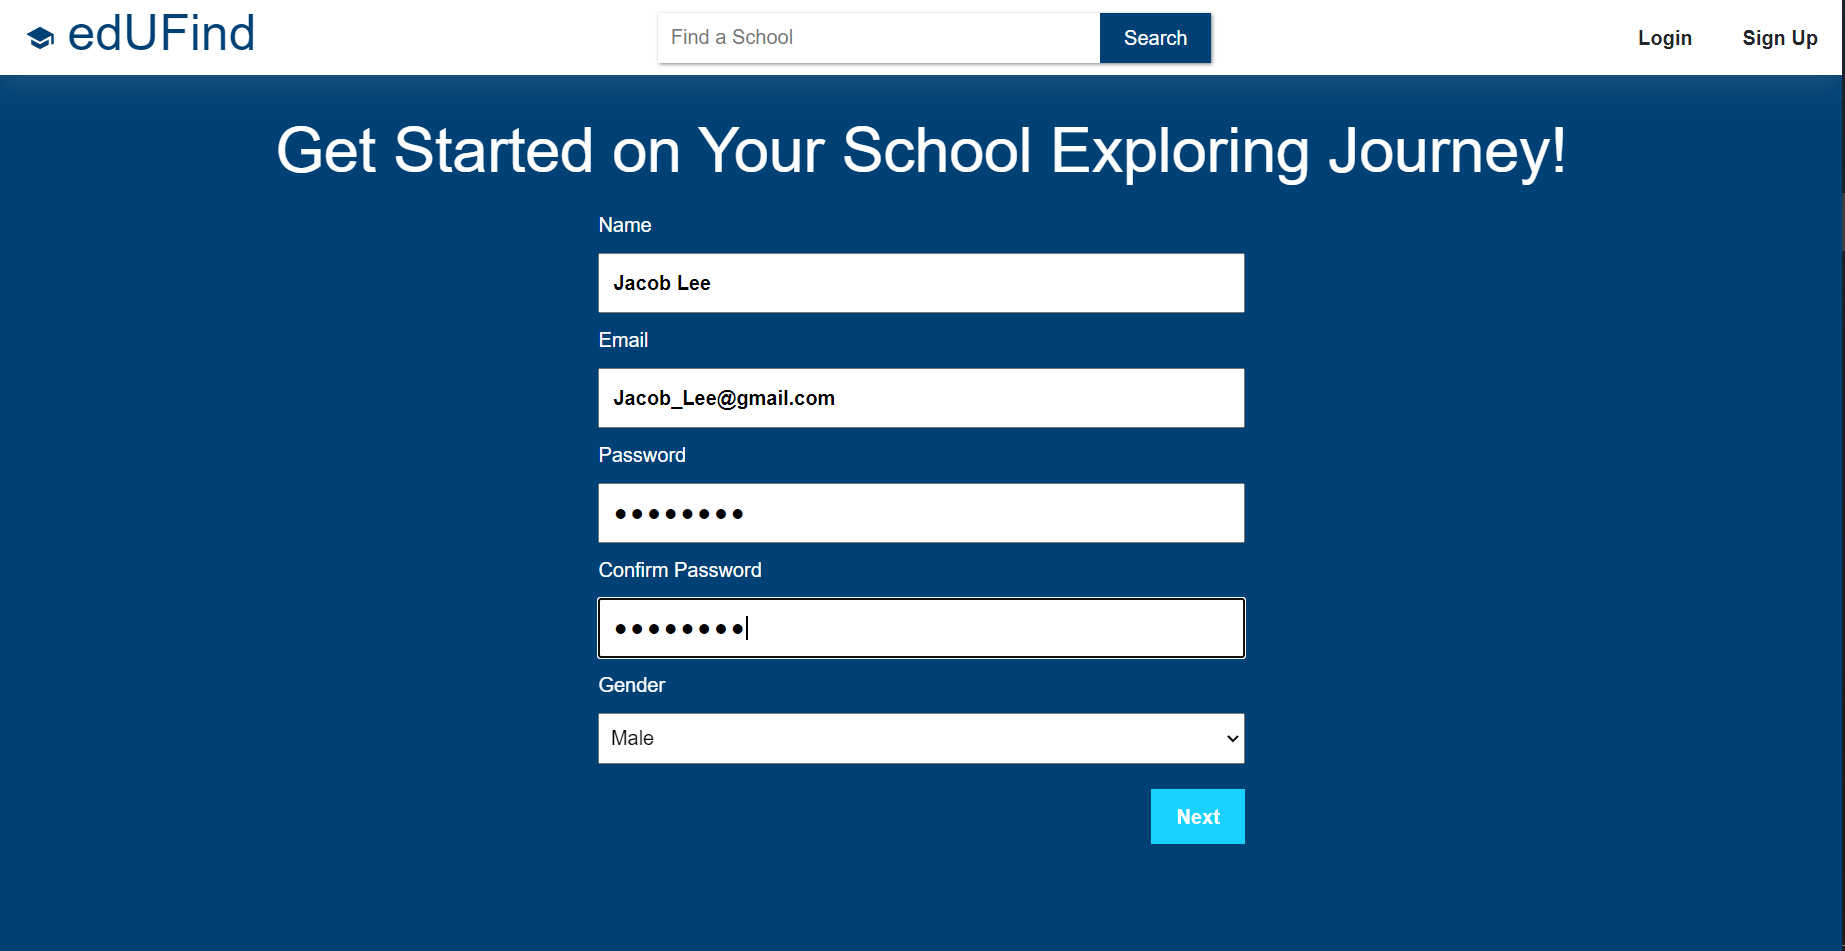 edUFind
Find a School
Search
Login
Sign Up
Get Started on Your School Exploring Journey!
Name
Jacob Lee
Email
Jacob_Lee@gmail.com
Password
●●●●●●●●
Confirm Password
●●●●●●●●
Gender
Male
Next